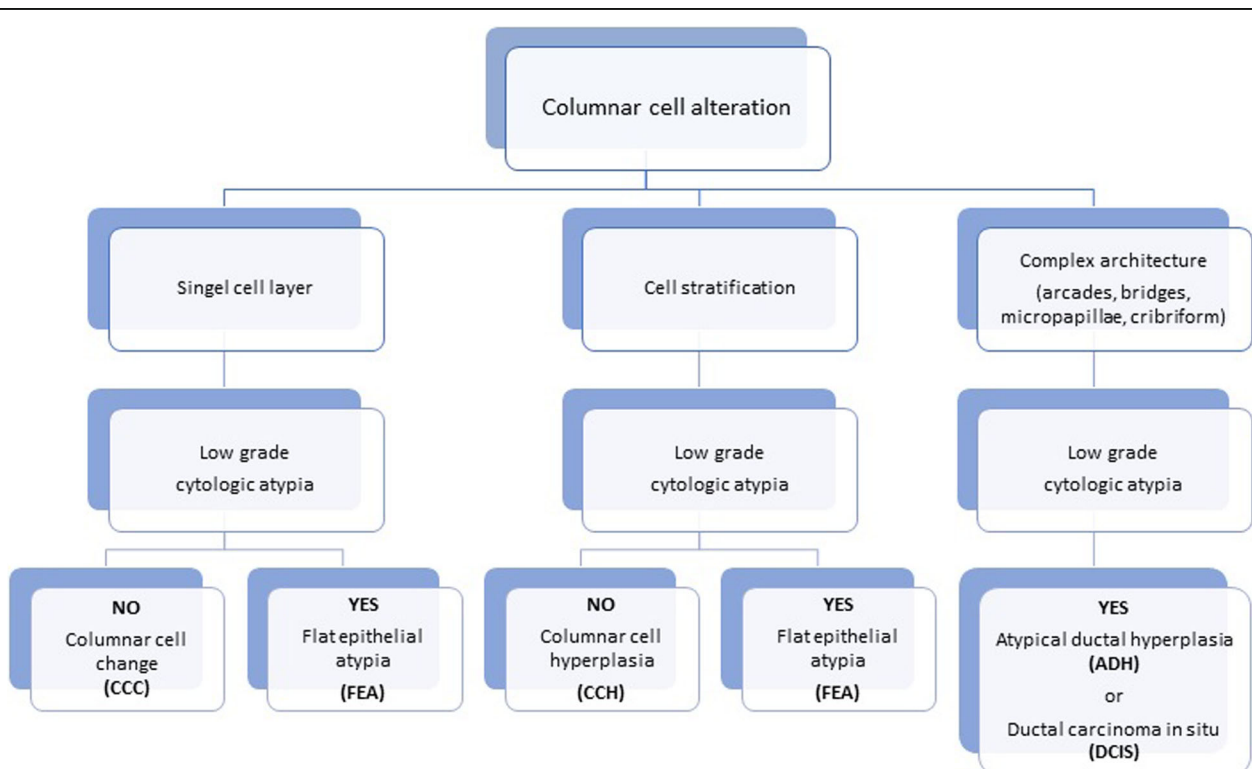 Columnar cell alteration
Singel cell layer
Cell stratification
Complex architecture
(arcades, bridges,
micropapillae, cribriform)
Low grade
cytologic atypia
Low grade
cytologic atypia
Low grade
cytologic atypia
NO
Columnar cell
change
(CCC)
YES
Flat epithelial
atypia
(FEA)
NO
Columnar cell
hyperplasia
(CCH)
YES
Flat epithelial
atypia
(FEA)
YES
Atypical ductal hyperplasia
(ADH)
or
Ductal carcinoma in situ
(DCIS)